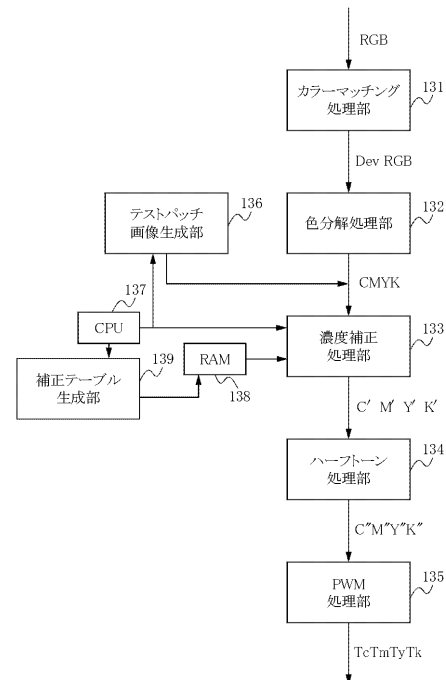 RGB
カラーマッチング
処理部
131
Dev RGB
テストパッチ
画像生成部
136
色分解処理部
132
CMYK
137
CPU
濃度補正
処理部
133
補正テーブル
生成部
139
RAM
138
C′ M′ Y′ K′
ハーフトーン
処理部
134
C″M″Y″K″
PWM
処理部
135
TcTmTyTk